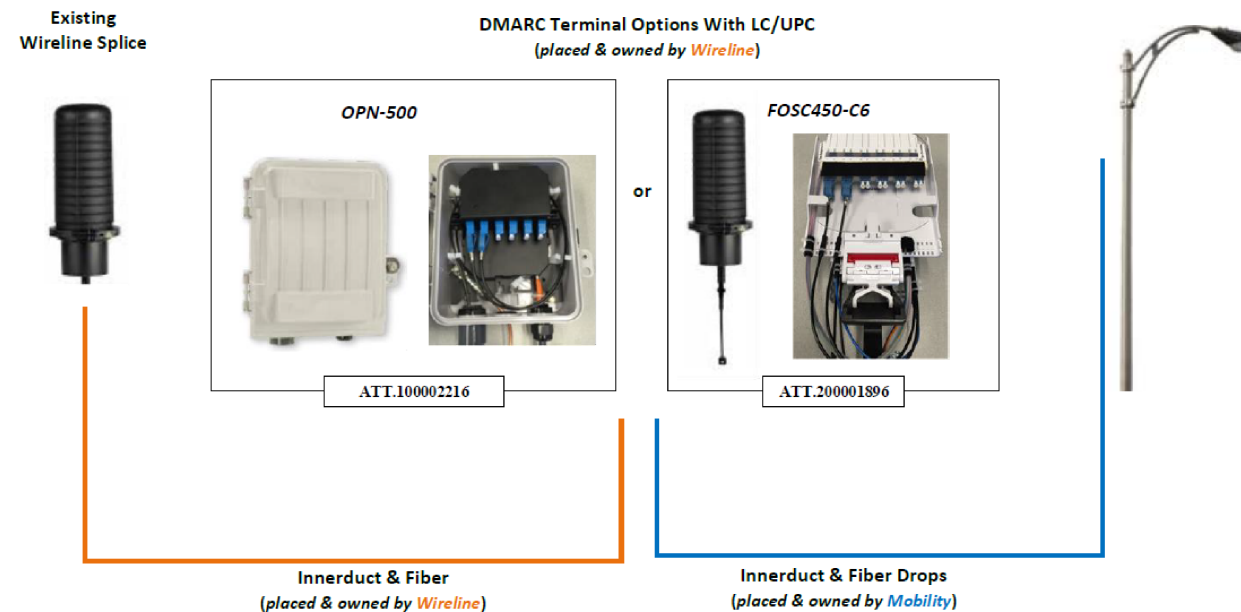 Existing
Wireline Splice
DMARC Terminal Options With LC/UPC
(placed & owned by Wireline)
OPN-500
or
FOSC450-C6
ATT.100002216
ATT.200001896
Innerduct & Fiber
(placed & owned by Wireline)
Innerduct & Fiber Drops
(placed & owned by Mobility)